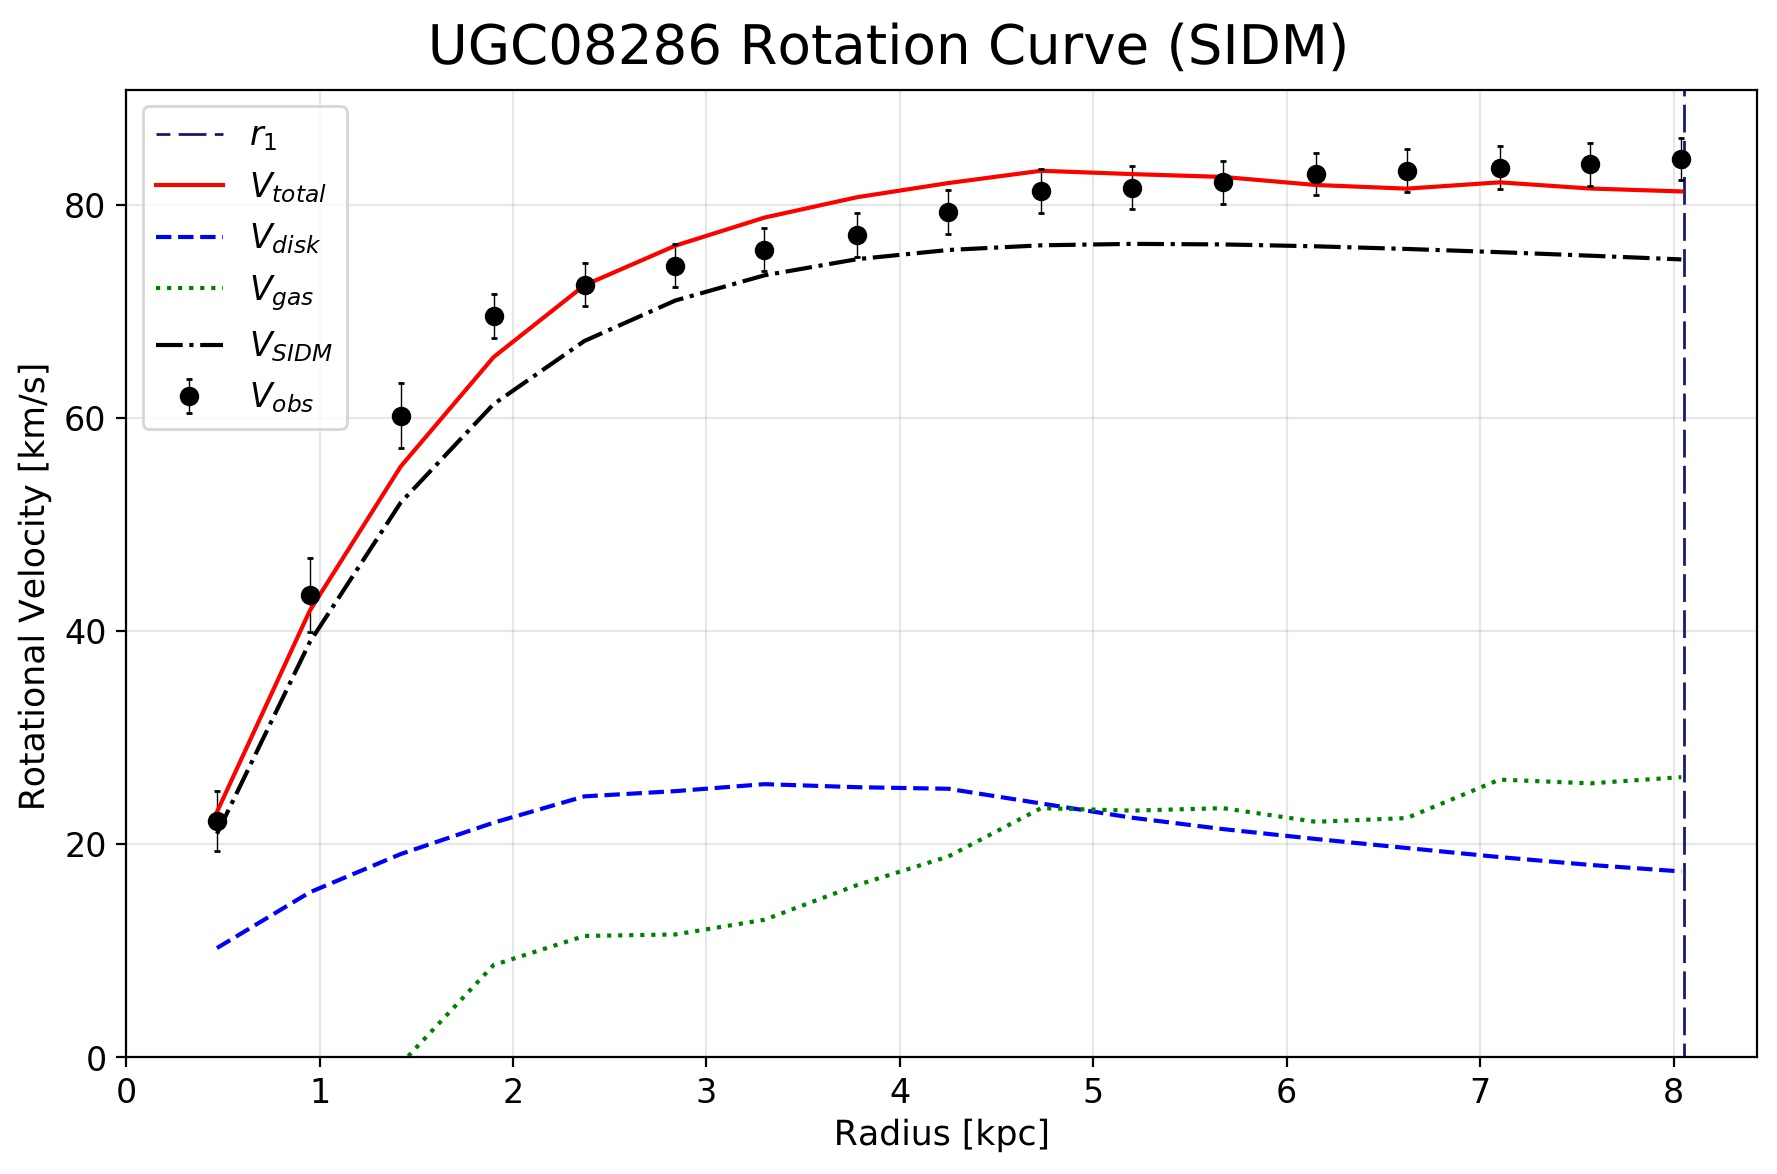 UGC08286 Rotation Curve (SIDM)
r1
Vtotal
Vdisk
Vgas
VSIDM
Vobs
Rotational Velocity [km/s]
80
60
40
20
0
0 1 2 3 4 5 6 7 8
Radius [kpc]